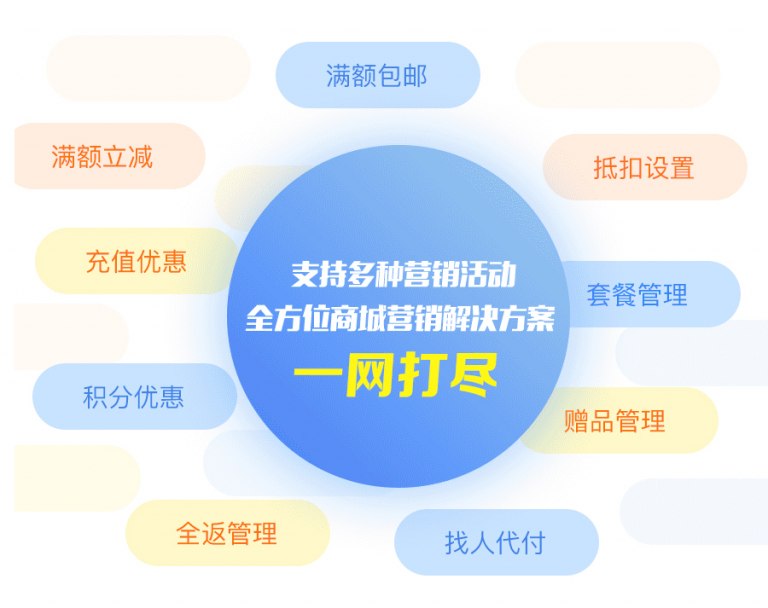 满额包邮
满额立减
抵扣设置
充值优惠
支持多种营销活动
套餐管理
全方位商城营销解决方案
一网打尽
积分优惠
赠品管理
全返管理
找人代付